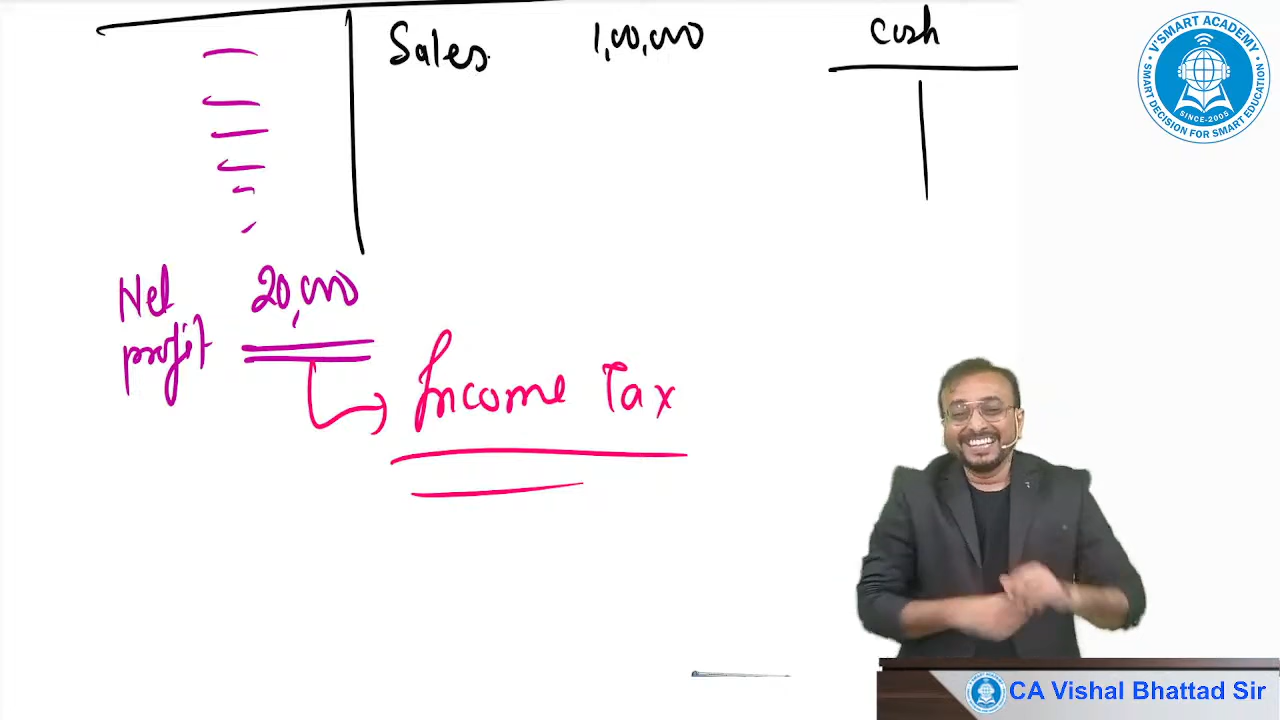 Sales 1,00,000
Cash
Net profit 20,000
Income Tax
V'SMART ACADEMY
SMART DECISION FOR SMART EDUCATION
SINCE-2005
CA Vishal Bhattad Sir